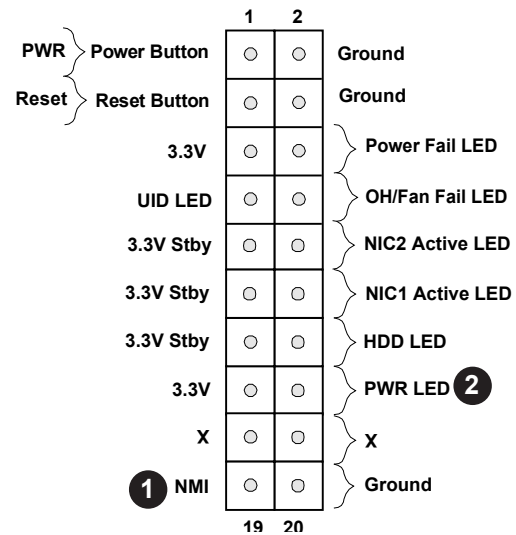 1 2
PWR Power Button Ground
Reset Reset Button Ground
3.3V Power Fail LED
UID LED OH/Fan Fail LED
3.3V Stby NIC2 Active LED
3.3V Stby NIC1 Active LED
3.3V Stby HDD LED
3.3V PWR LED 2
X X
1 NMI Ground
19 20